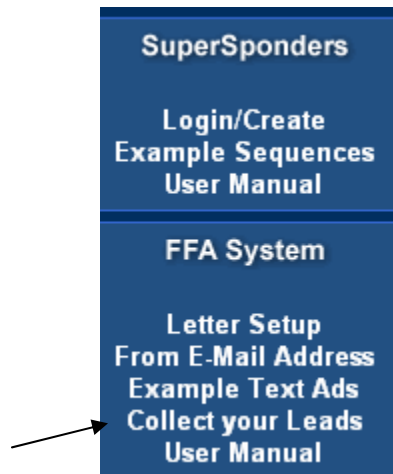 SuperSponders
Login/Create
Example Sequences
User Manual
FFA System
Letter Setup
From E-Mail Address
Example Text Ads
Collect your Leads
User Manual